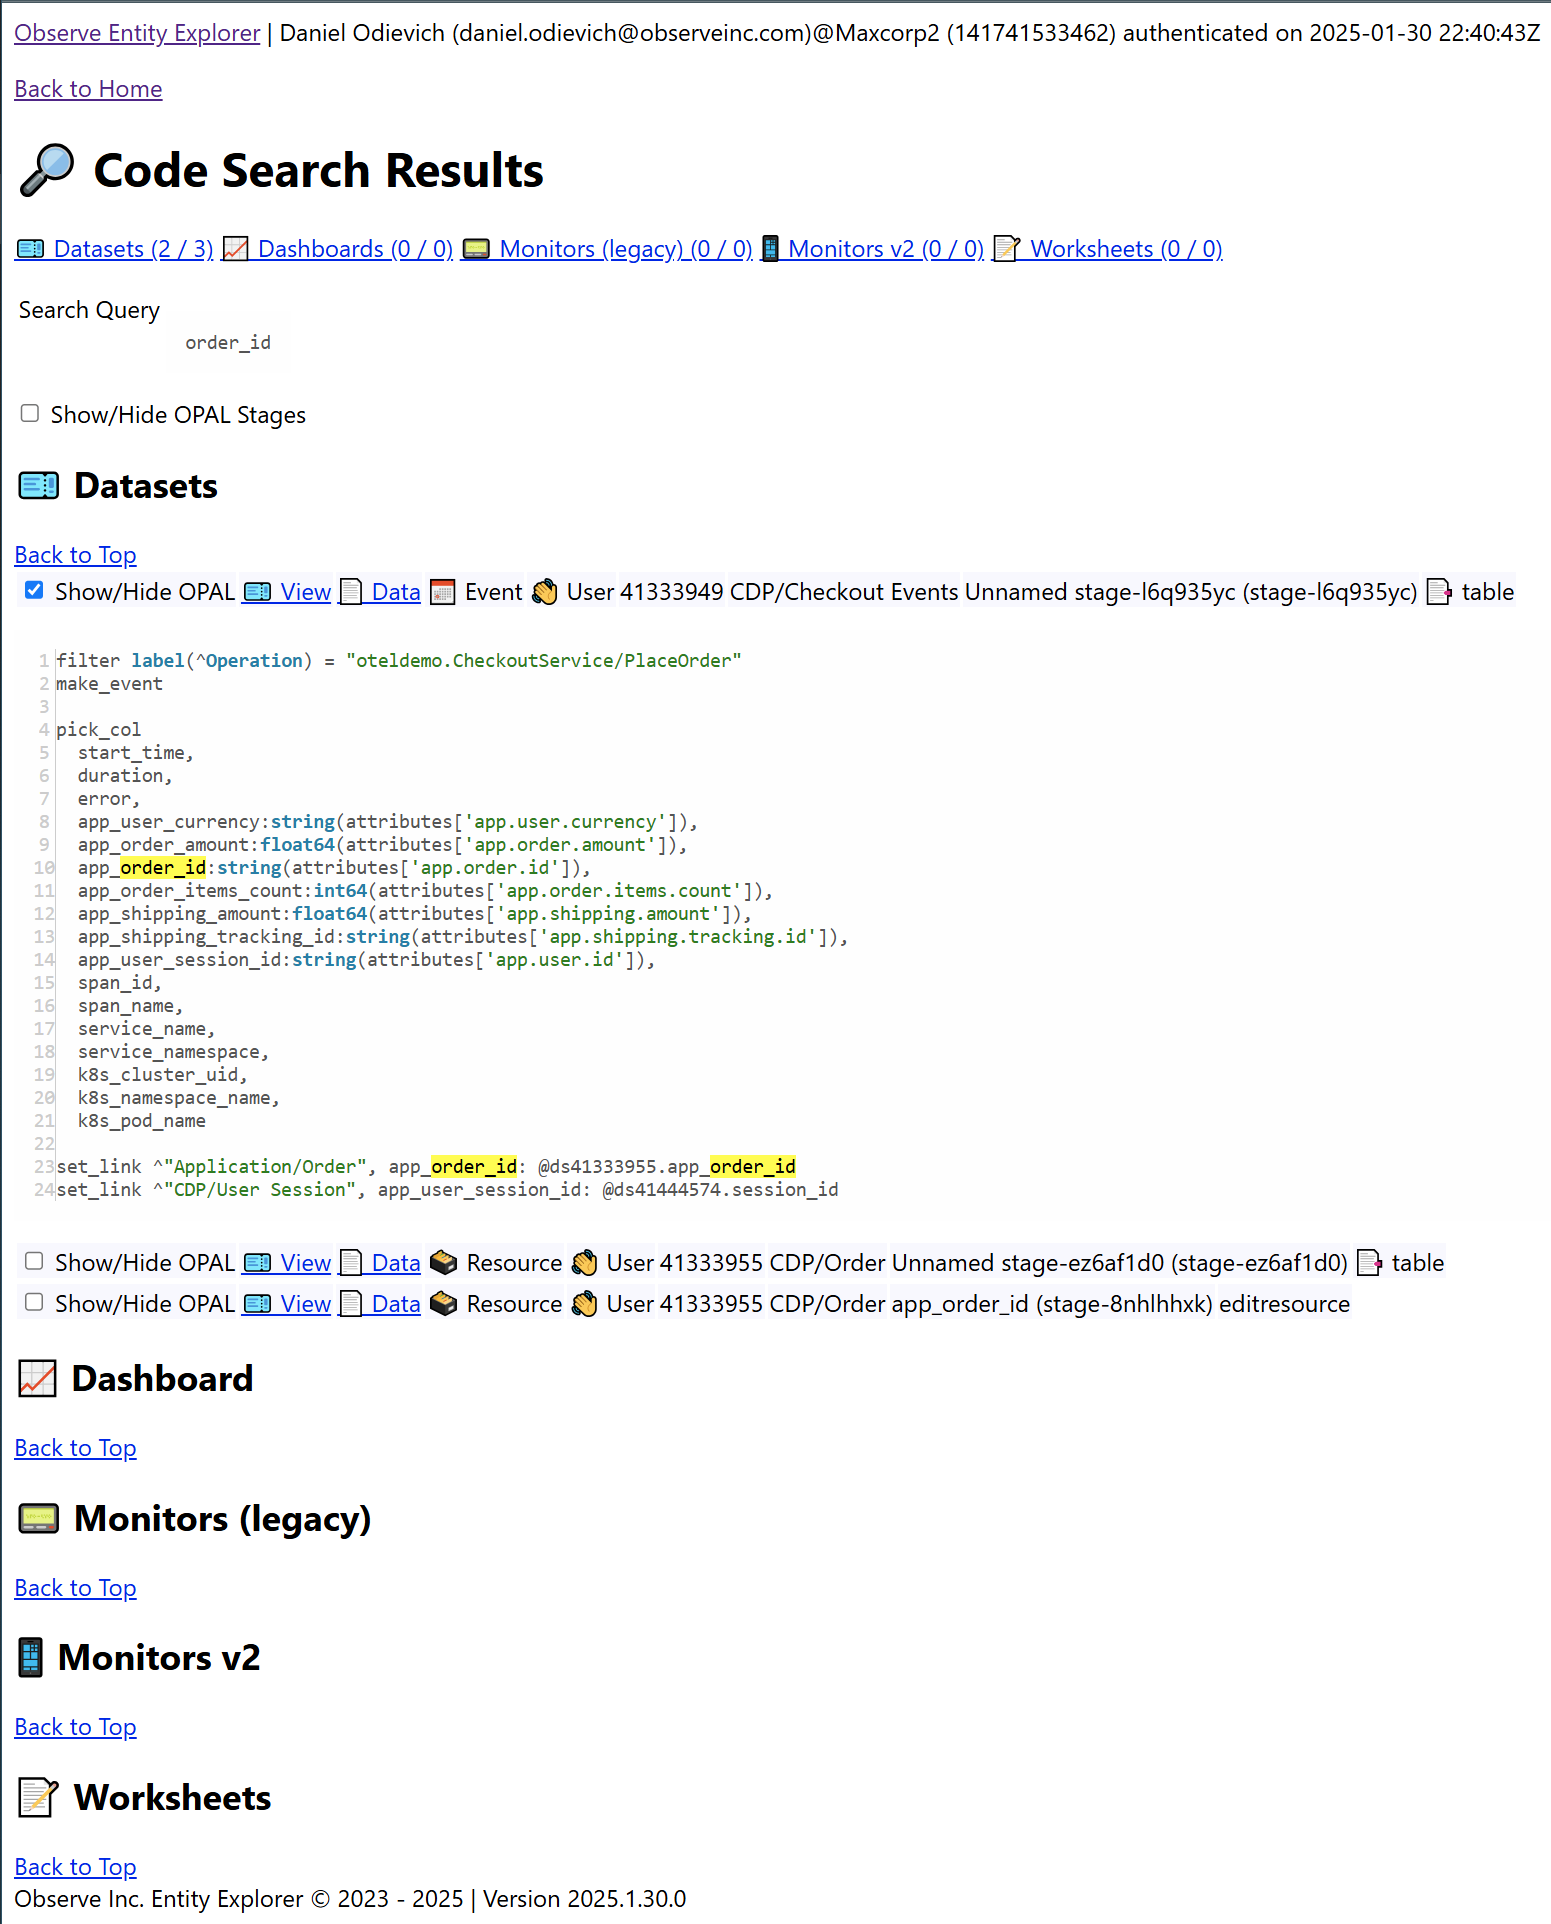 Observe Entity Explorer | Daniel Odievich (daniel.odievich@observeinc.com)@Maxcorp2 (141741533462) authenticated on 2025-01-30 22:40:43Z
Back to Home
Code Search Results
Datasets (2 / 3) Dashboards (0 / 0) Monitors (legacy) (0 / 0) Monitors v2 (0 / 0) Worksheets (0 / 0)
Search Query
order_id
Show/Hide OPAL Stages
Datasets
Back to Top
Show/Hide OPAL View Data Event User 41333949 CDP/Checkout Events Unnamed stage-l6q935yc (stage-l6q935yc) table
1 filter label(^Operation) = "oteldemo.CheckoutService/PlaceOrder"
2 make_event
3
4 pick_col
5   start_time,
6   duration,
7   error,
8   app_user_currency:string(attributes['app.user.currency']),
9   app_order_amount:float64(attributes['app.order.amount']),
10   app_order_id:string(attributes['app.order.id']),
11   app_order_items_count:int64(attributes['app.order.items.count']),
12   app_shipping_amount:float64(attributes['app.shipping.amount']),
13   app_shipping_tracking_id:string(attributes['app.shipping.tracking.id']),
14   app_user_session_id:string(attributes['app.user.id']),
15   span_id,
16   span_name,
17   service_name,
18   service_namespace,
19   k8s_cluster_uid,
20   k8s_namespace_name,
21   k8s_pod_name
22
23 set_link ^"Application/Order", app_order_id: @ds41333955.app_order_id
24 set_link ^"CDP/User Session", app_user_session_id: @ds41444574.session_id
Show/Hide OPAL View Data Resource User 41333955 CDP/Order Unnamed stage-ez6af1d0 (stage-ez6af1d0) table
Show/Hide OPAL View Data Resource User 41333955 CDP/Order app_order_id (stage-8nhlhhxk) editresource
Dashboard
Back to Top
Monitors (legacy)
Back to Top
Monitors v2
Back to Top
Worksheets
Back to Top
Observe Inc. Entity Explorer © 2023 - 2025 | Version 2025.1.30.0